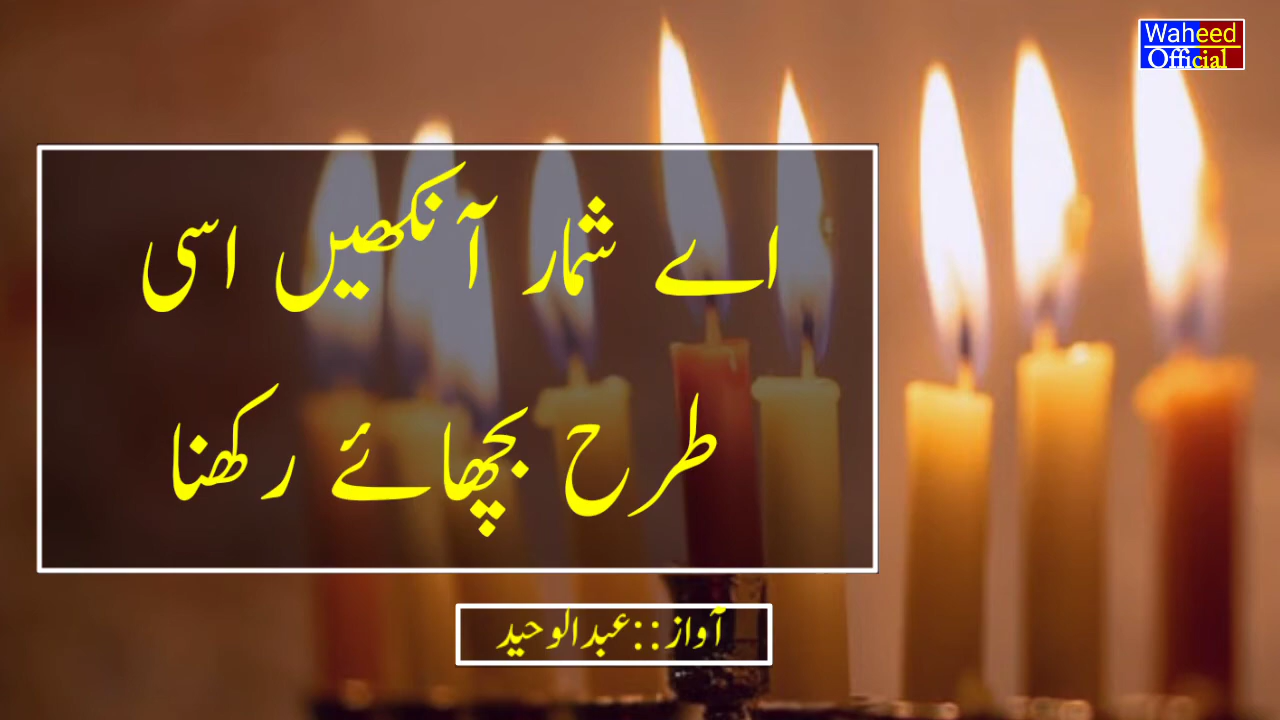 Waheed
Official
اے شمار آنکھیں اسی
طرح بچھائے رکھنا
آواز::عبدالوحید